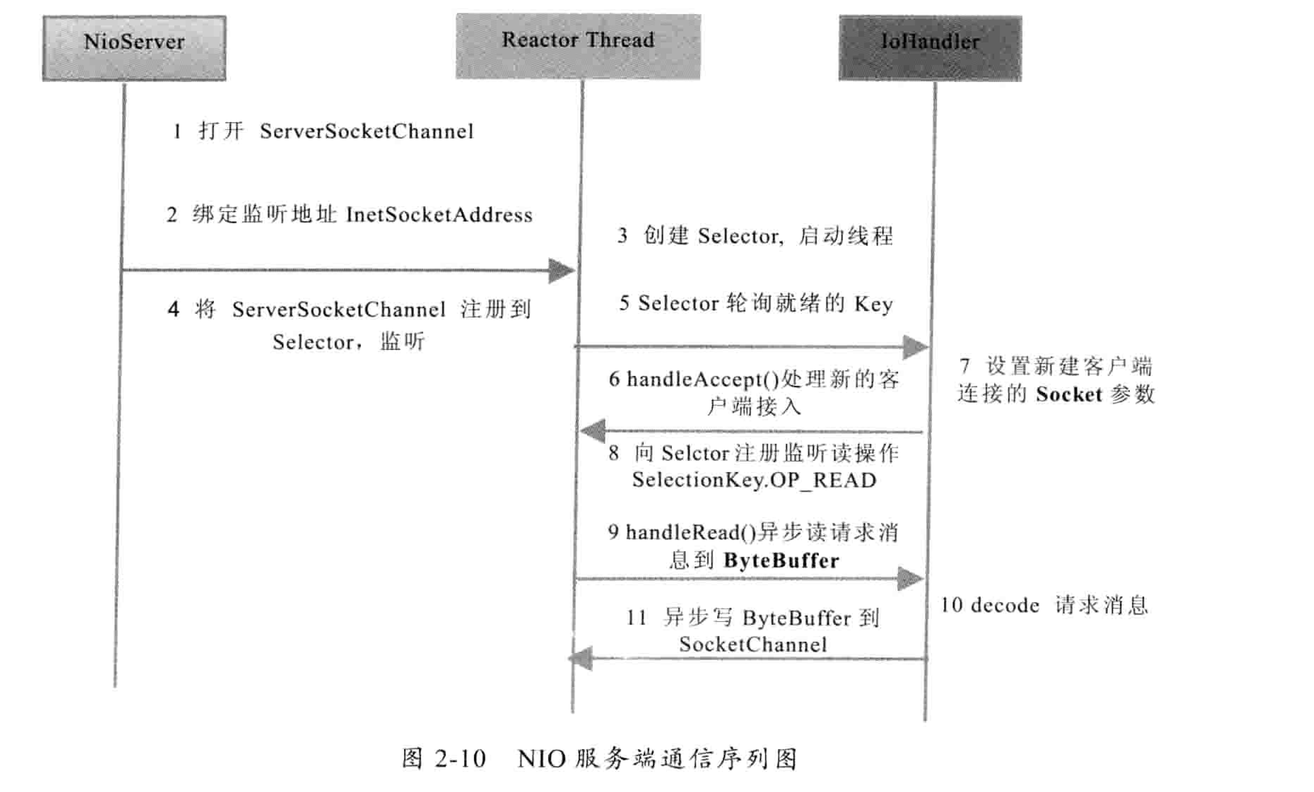 NioServer
Reactor Thread
IoHandler
1 打开 ServerSocketChannel
2 绑定监听地址 InetSocketAddress
3 创建 Selector, 启动线程
4 将 ServerSocketChannel 注册到
Selector，监听
5 Selector 轮询就绪的 Key
6 handleAccept()处理新的客
户端接入
7 设置新建客户端
连接的 Socket 参数
8 向 Selctor 注册监听读操作
SelectionKey.OP_READ
9 handleRead()异步读请求消
息到 ByteBuffer
10 decode 请求消息
11 异步写 ByteBuffer 到
SocketChannel
图 2-10 NIO 服务端通信序列图